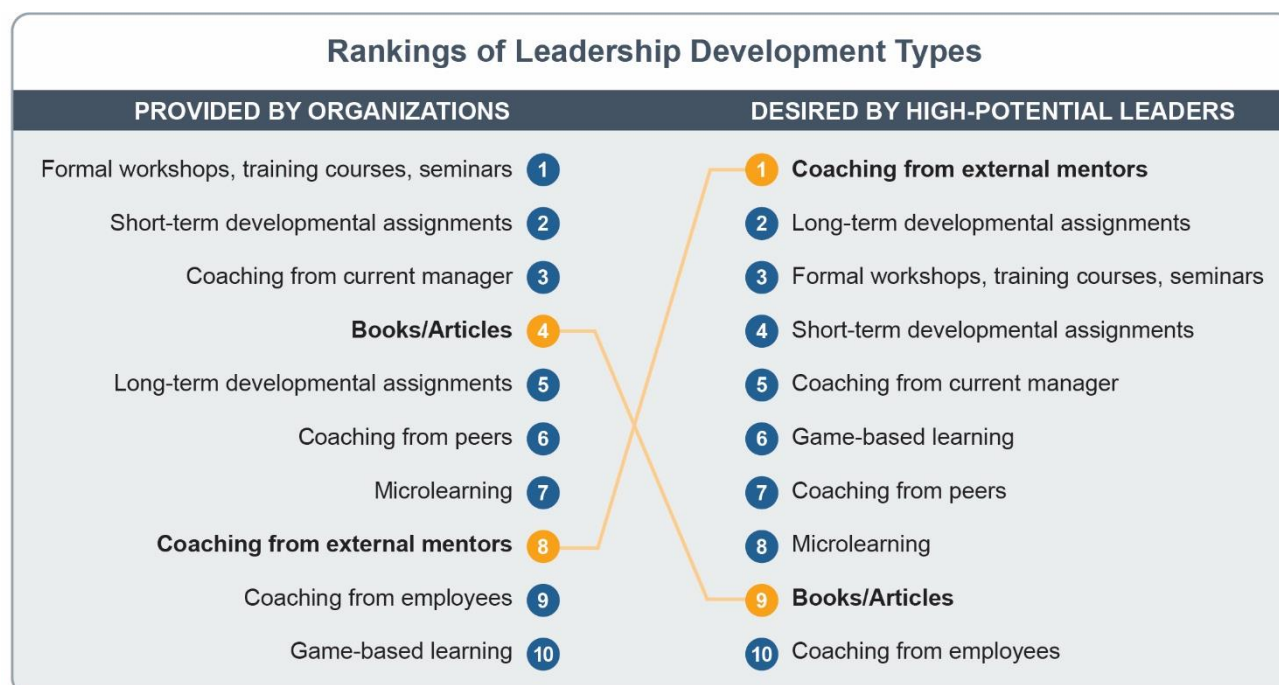 Rankings of Leadership Development Types
PROVIDED BY ORGANIZATIONS
DESIRED BY HIGH-POTENTIAL LEADERS
Formal workshops, training courses, seminars 1
Short-term developmental assignments 2
Coaching from current manager 3
Books/Articles 4
Long-term developmental assignments 5
Coaching from peers 6
Microlearning 7
Coaching from external mentors 8
Coaching from employees 9
Game-based learning 10
1 Coaching from external mentors
2 Long-term developmental assignments
3 Formal workshops, training courses, seminars
4 Short-term developmental assignments
5 Coaching from current manager
6 Game-based learning
7 Coaching from peers
8 Microlearning
9 Books/Articles
10 Coaching from employees